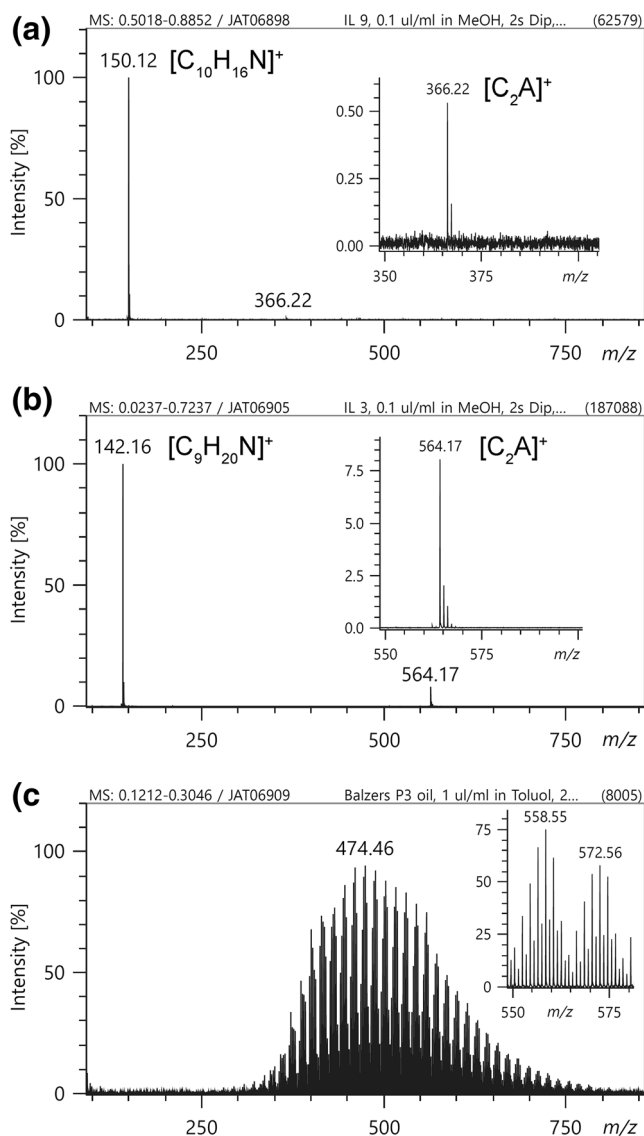 (a)
MS: 0.5018-0.8852 / JAT06898 IL 9, 0.1 ul/ml in MeOH, 2s Dip,... (62579)
150.12 [C10H16N]+
366.22 [C2A]+
Intensity [%]
100
50
0
0.50
0.25
0.00
350 375 m/z
366.22
250 500 750 m/z
(b)
MS: 0.0237-0.7237 / JAT06905 IL 3, 0.1 ul/ml in MeOH, 2s Dip,... (187088)
142.16 [C9H20N]+
564.17 [C2A]+
Intensity [%]
100
50
0
7.5
5.0
2.5
0.0
550 575 m/z
564.17
250 500 750 m/z
(c)
MS: 0.1212-0.3046 / JAT06909 Balzers P3 oil, 1 ul/ml in Toluol, 2... (8005)
474.46
558.55
572.56
Intensity [%]
100
50
0
75
50
25
0
550 m/z 575
250 500 750 m/z